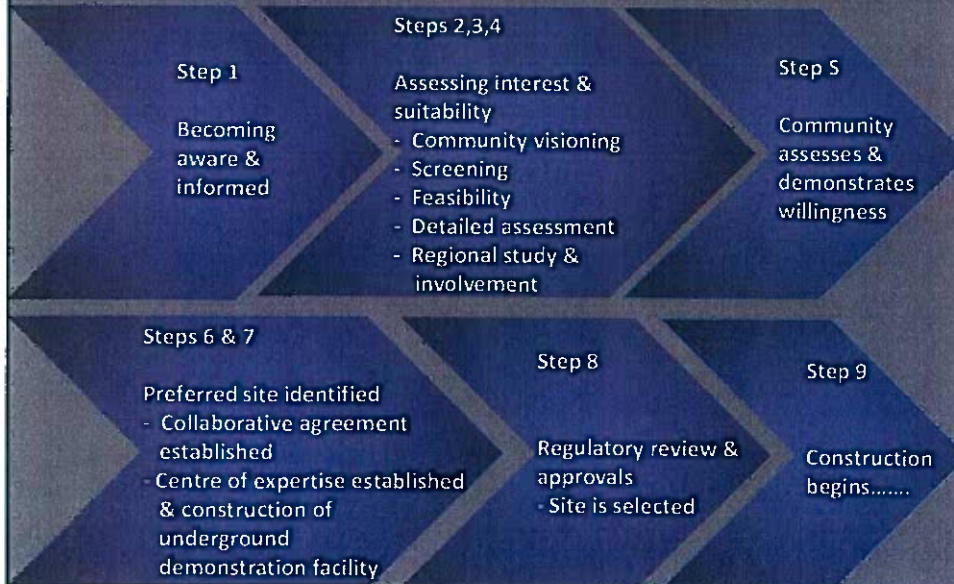 Step 1
Becoming
aware &
informed
Steps 2,3,4
Assessing interest &
suitability
- Community visioning
- Screening
- Feasibility
- Detailed assessment
- Regional study &
involvement
Step 5
Community
assesses &
demonstrates
willingness
Steps 6 & 7
Preferred site identified
- Collaborative agreement
established
- Centre of expertise established
& construction of
underground
demonstration facility
Step 8
Regulatory review &
approvals
- Site is selected
Step 9
Construction
begins.......